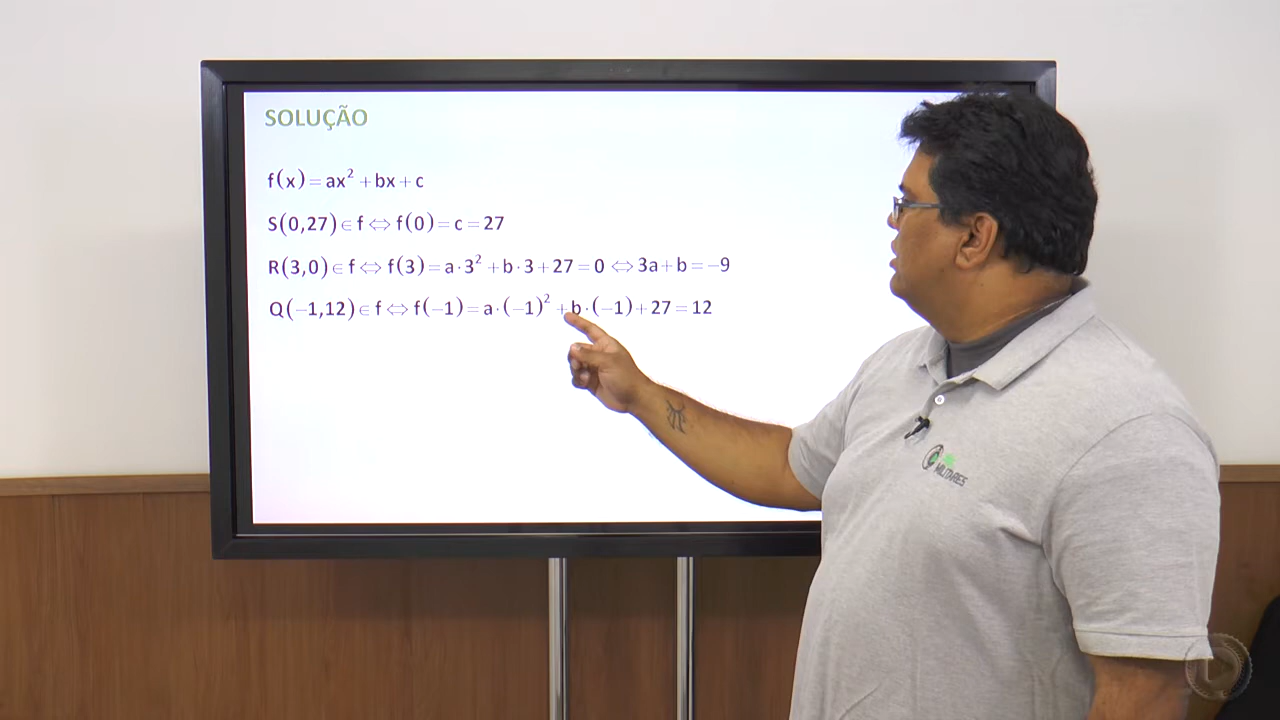 SOLUÇÃO
f(x) = ax² + bx + c
S(0,27) ∈ f ⇔ f(0) = c = 27
R(3,0) ∈ f ⇔ f(3) = a·3² + b·3 + 27 = 0 ⇔ 3a + b = −9
Q(−1,12) ∈ f ⇔ f(−1) = a·(−1)² + b·(−1) + 27 = 12
MILITARES